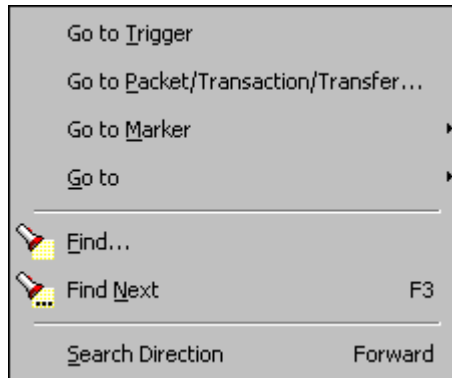 Go to Trigger
Go to Packet/Transaction/Transfer...
Go to Marker
Go to
Find...
Find Next F3
Search Direction Forward